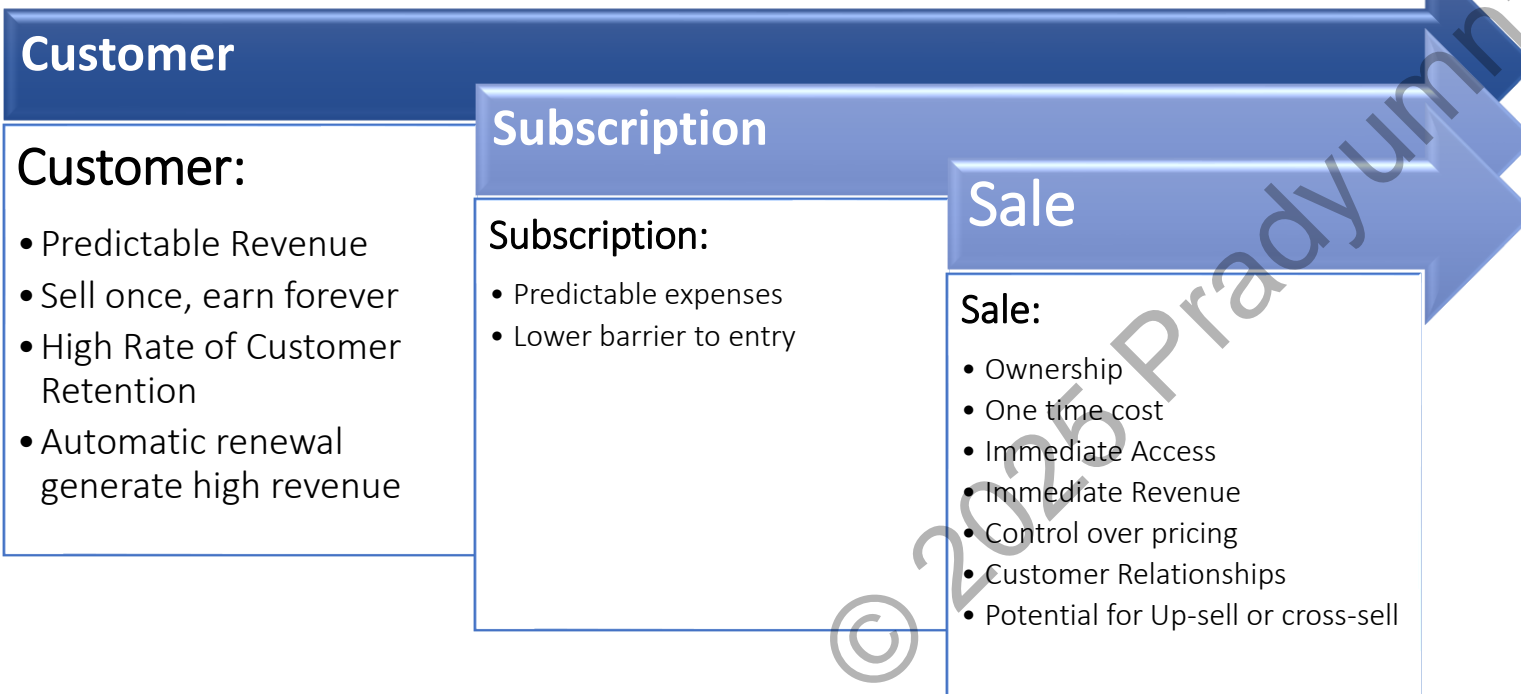 Customer
Customer:
• Predictable Revenue
• Sell once, earn forever
• High Rate of Customer
Retention
• Automatic renewal
generate high revenue
Subscription
Subscription:
• Predictable expenses
• Lower barrier to entry
Sale
Sale:
• Ownership
• One time cost
• Immediate Access
• Immediate Revenue
• Control over pricing
• Customer Relationships
• Potential for Up-sell or cross-sell
© 2025